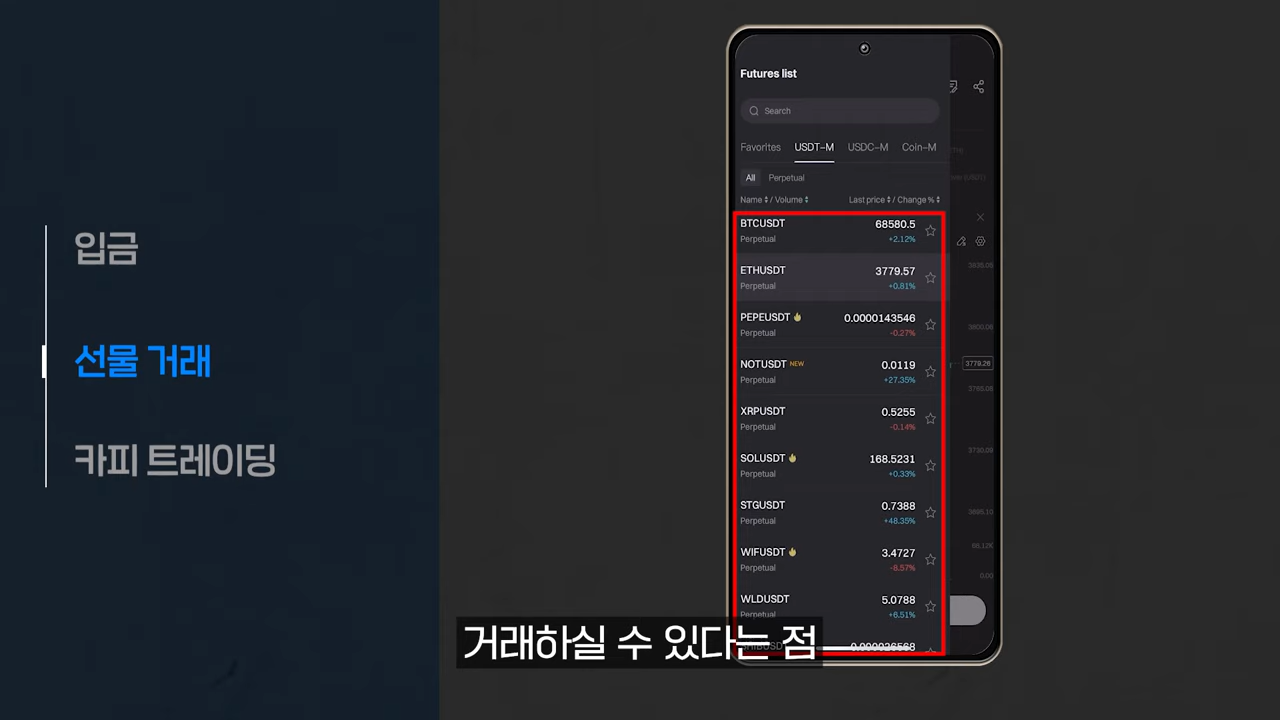 입금
선물 거래
카피 트레이딩
Futures list
Search
Favorites USDT-M USDC-M Coin-M
All Perpetual
Name / Volume Last price / Change %
BTCUSDT 68580.5
Perpetual +2.12%
ETHUSDT 3779.57
Perpetual +0.81%
PEPEUSDT 0.0000143546
Perpetual -0.27%
NOTUSDT NEW 0.0119
Perpetual +27.35%
XRPUSDT 0.5255
Perpetual -0.14%
SOLUSDT 168.5231
Perpetual +0.33%
STGUSDT 0.7388
Perpetual +48.35%
WIFUSDT 3.4727
Perpetual -8.57%
WLDUSDT 5.0788
Perpetual +6.51%
3800.06
3779.26
3765.08
3730.09
3695.10
86.12K
0.00
거래하실 수 있다는 점